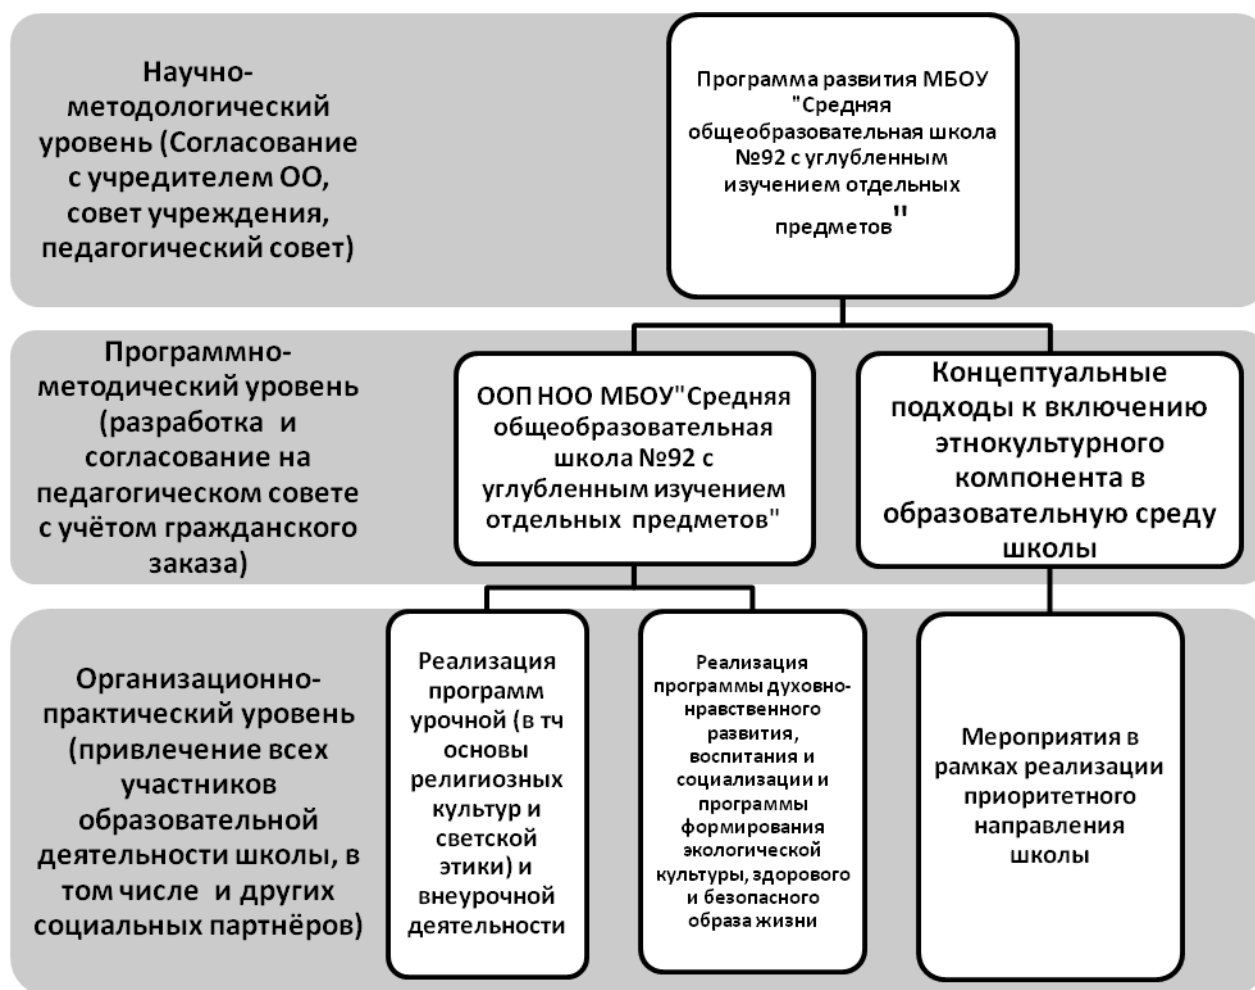 Научно-
методологический
уровень (Согласование
с учредителем ОО,
совет учреждения,
педагогический совет)
Программа развития МБОУ
"Средняя
общеобразовательная школа
№92 с углубленным
изучением отдельных
предметов"
Программно-
методический уровень
(разработка и
согласование на
педагогическом совете
с учётом гражданского
заказа)
ООП НОО МБОУ"Средняя
общеобразовательная
школа №92 с
углубленным изучением
отдельных предметов"
Концептуальные
подходы к включению
этнокультурного
компонента в
образовательную среду
школы
Организационно-
практический уровень
(привлечение всех
участников
образовательной
деятельности школы, в
том числе и других
социальных партнёров)
Реализация
программ
урочной (в тч
основы
религиозных
культур и
светской
этики) и
внеурочной
деятельности
Реализация
программы духовно-
нравственного
развития,
воспитания и
социализации и
программы
формирования
экологической
культуры, здорового
и безопасного
образа жизни
Мероприятия в
рамках реализации
приоритетного
направления
школы